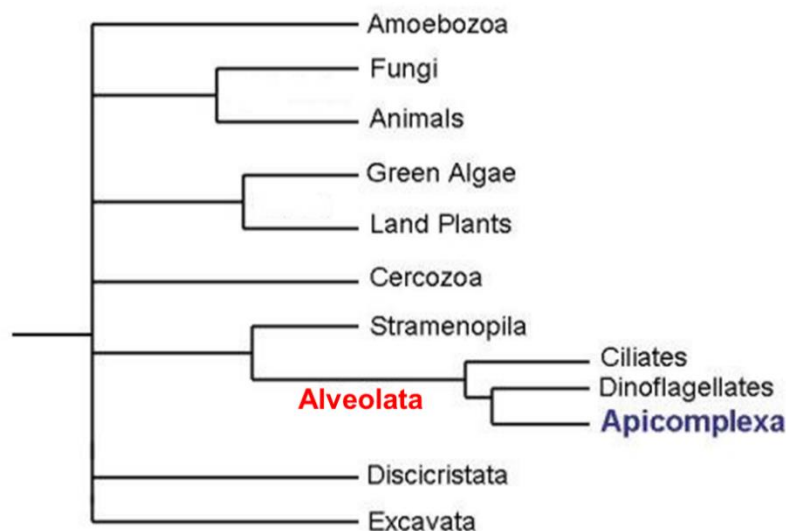 Amoebozoa
Fungi
Animals
Green Algae
Land Plants
Cercozoa
Stramenopila
Ciliates
Dinoflagellates
Alveolata
Apicomplexa
Discicristata
Excavata